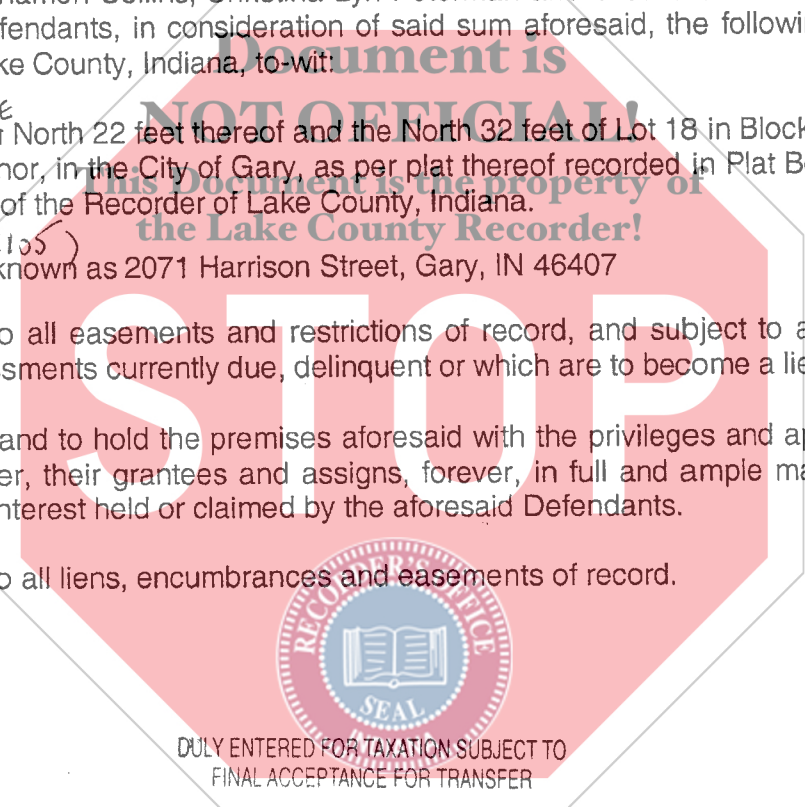 fendants, in consideration of said sum aforesaid, the followi
ke County, Indiana, to-wit:
Document is
NOT OFFICIAL!
This Document is the property of
the Lake County Recorder!
North 22 feet thereof and the North 32 feet of Lot 18 in Block
nor, in the City of Gary, as per plat thereof recorded in Plat B
of the Recorder of Lake County, Indiana.
known as 2071 Harrison Street, Gary, IN 46407
STOP
o all easements and restrictions of record, and subject to a
ssments currently due, delinquent or which are to become a lie
and to hold the premises aforesaid with the privileges and a
er, their grantees and assigns, forever, in full and ample ma
nterest held or claimed by the aforesaid Defendants.
o all liens, encumbrances and easements of record.
RECORDER'S OFFICE
SEAL
INDIANA
DULY ENTERED FOR TAXATION SUBJECT TO
FINAL ACCEPTANCE FOR TRANSFER